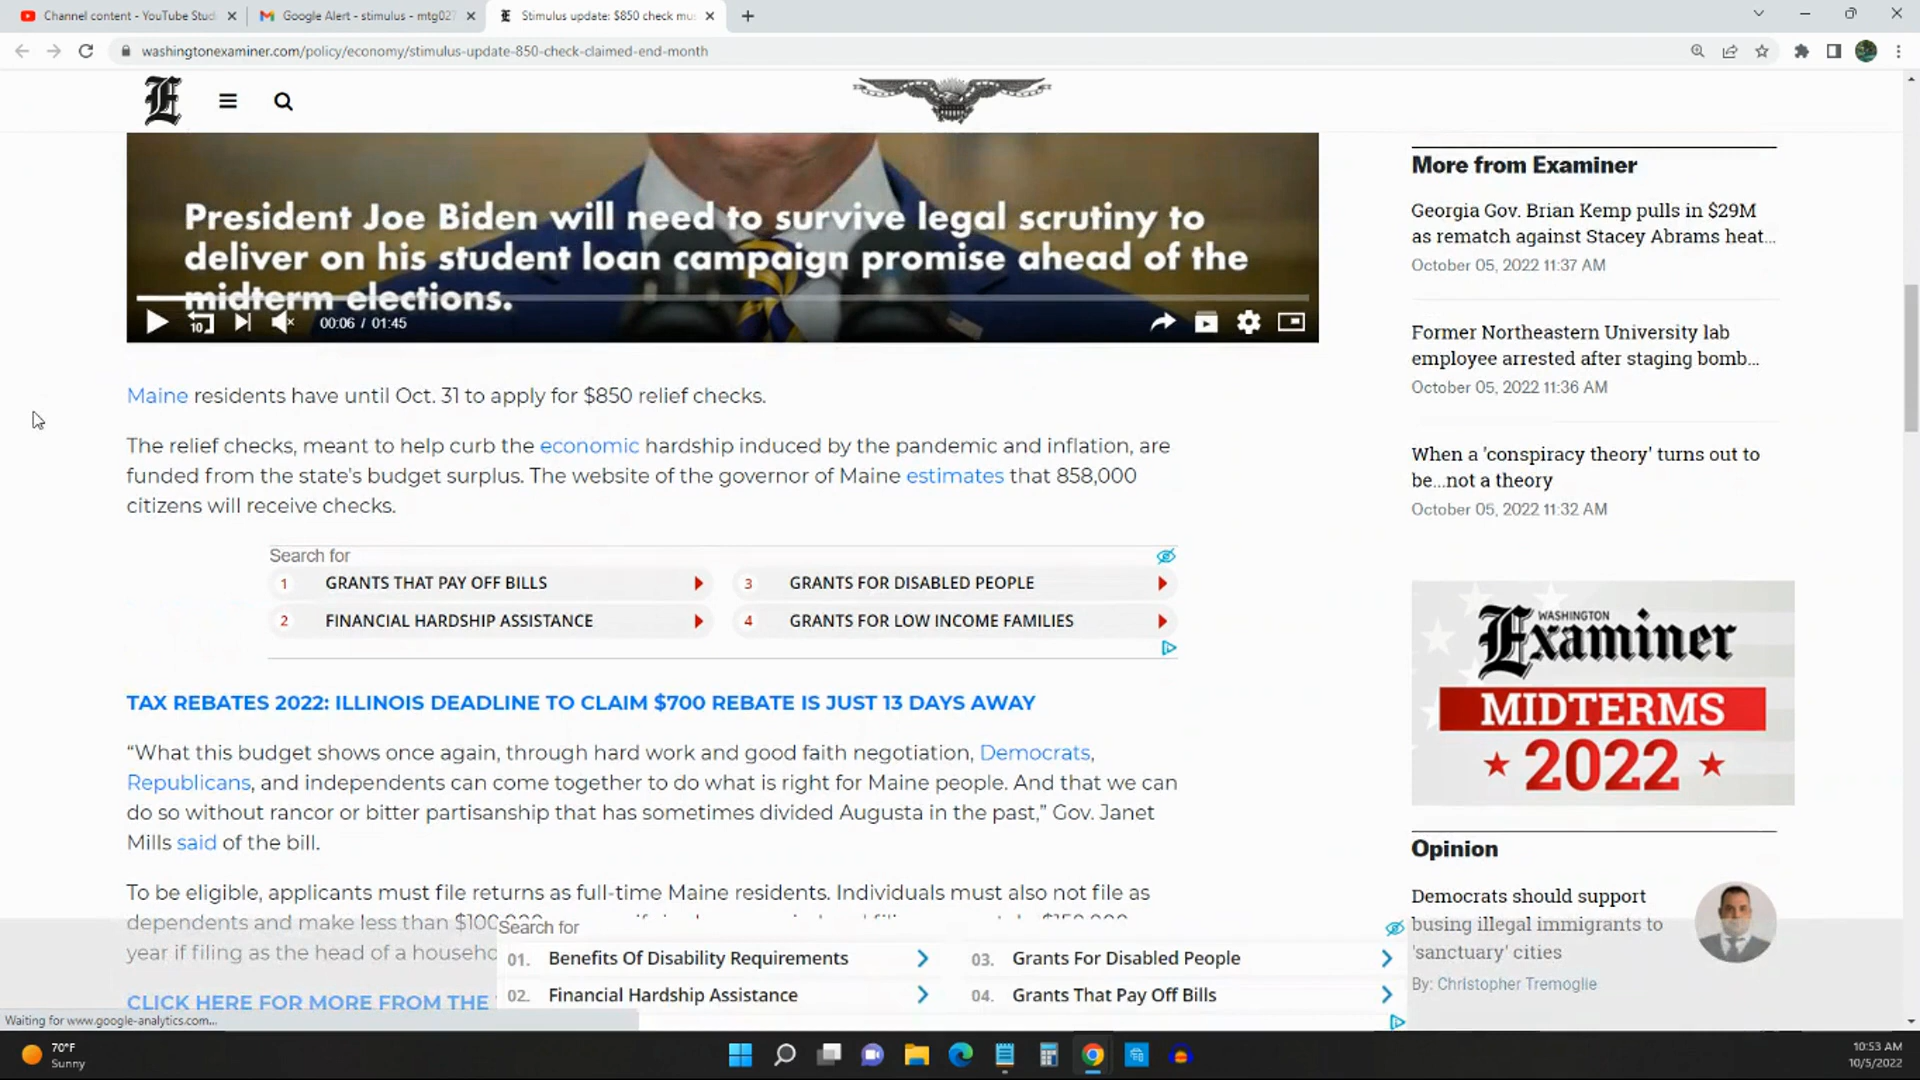 Channel content - YouTube Stud
Google Alert - stimulus - mtg027
Stimulus update: $850 check mu
washingtonexaminer.com/policy/economy/stimulus-update-850-check-claimed-end-month
E
President Joe Biden will need to survive legal scrutiny to
deliver on his student loan campaign promise ahead of the
midterm elections.
10
00:06 / 01:45
Maine residents have until Oct. 31 to apply for $850 relief checks.
The relief checks, meant to help curb the economic hardship induced by the pandemic and inflation, are
funded from the state's budget surplus. The website of the governor of Maine estimates that 858,000
citizens will receive checks.
Search for
1 GRANTS THAT PAY OFF BILLS
3 GRANTS FOR DISABLED PEOPLE
2 FINANCIAL HARDSHIP ASSISTANCE
4 GRANTS FOR LOW INCOME FAMILIES
TAX REBATES 2022: ILLINOIS DEADLINE TO CLAIM $700 REBATE IS JUST 13 DAYS AWAY
“What this budget shows once again, through hard work and good faith negotiation, Democrats,
Republicans, and independents can come together to do what is right for Maine people. And that we can
do so without rancor or bitter partisanship that has sometimes divided Augusta in the past,” Gov. Janet
Mills said of the bill.
To be eligible, applicants must file returns as full-time Maine residents. Individuals must also not file as
dependents and make less than
year if filing as the head of a househo
CLICK HERE FOR MORE FROM THE
Search for
01. Benefits Of Disability Requirements
03. Grants For Disabled People
02. Financial Hardship Assistance
04. Grants That Pay Off Bills
More from Examiner
Georgia Gov. Brian Kemp pulls in $29M
as rematch against Stacey Abrams heat...
October 05, 2022 11:37 AM
Former Northeastern University lab
employee arrested after staging bomb...
October 05, 2022 11:36 AM
When a 'conspiracy theory' turns out to
be...not a theory
October 05, 2022 11:32 AM
WASHINGTON
Examiner
MIDTERMS
2022
Opinion
Democrats should support
busing illegal immigrants to
'sanctuary' cities
By: Christopher Tremoglie
Waiting for www.google-analytics.com...
70°F
Sunny
10:53 AM
10/5/2022